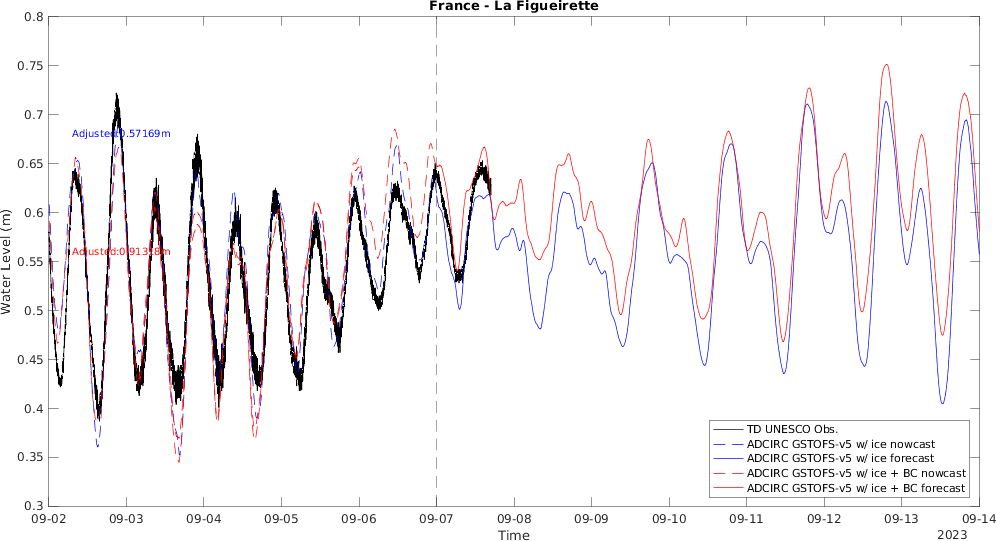 France - La Figueirette
0.8
0.75
0.7
0.65
0.6
0.55
0.5
0.45
0.4
0.35
0.3
Water Level (m)
Adjusted:0.57169m
09-02
09-03
09-04
09-05
09-06
09-07
09-08
09-09
09-10
09-11
09-12
09-13
09-14
Time
2023
TD UNESCO Obs.
ADCIRC GSTOFS-v5 w/ ice nowcast
ADCIRC GSTOFS-v5 w/ ice forecast
ADCIRC GSTOFS-v5 w/ ice + BC nowcast
ADCIRC GSTOFS-v5 w/ ice + BC forecast